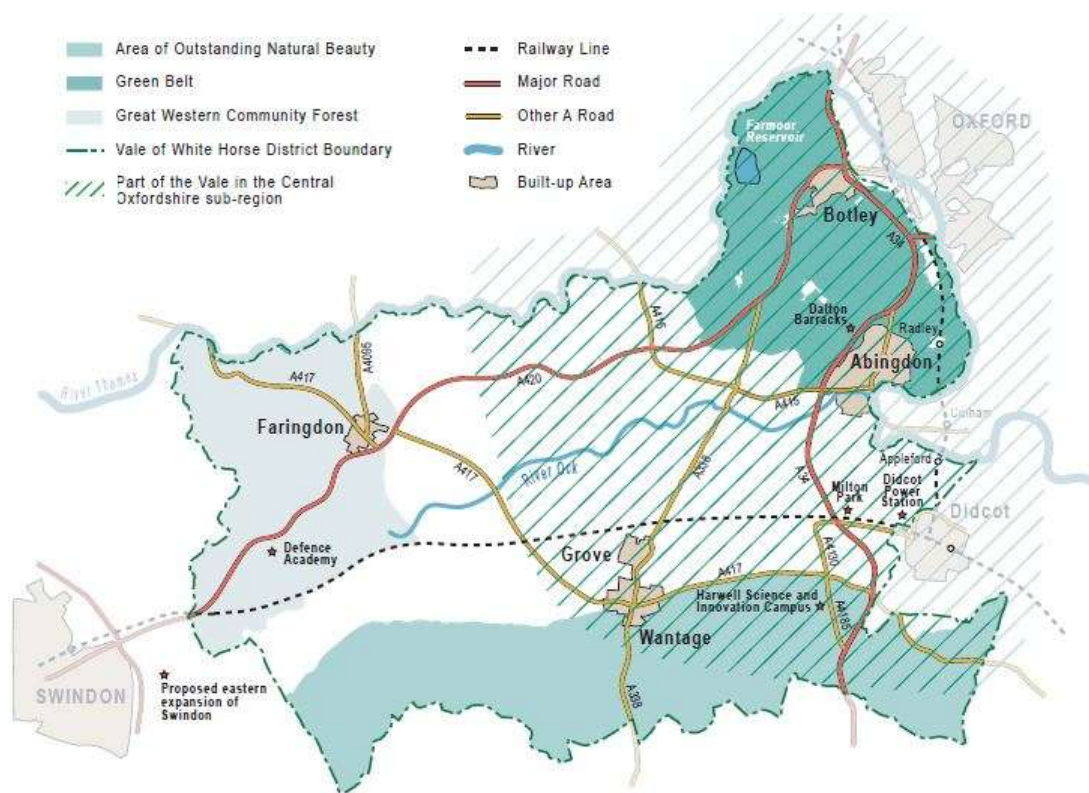 Area of Outstanding Natural Beauty
Green Belt
Great Western Community Forest
Vale of White Horse District Boundary
Part of the Vale in the Central
Oxfordshire sub-region
Railway Line
Major Road
Other A Road
River
Built-up Area
Farmoor
Reservoir
OXFORD
Botley
A34
Dalton
Barracks
Radley
Abingdon
A415
A415
Culham
River Thames
A417
A4095
A420
Faringdon
A417
River Ock
A338
A34
Appleford
Milton
Park
Didcot
Power
Station
Didcot
Defence
Academy
Grove
A417
A4130
Harwell Science and
Innovation Campus
A4185
Wantage
A338
SWINDON
Proposed eastern
expansion of
Swindon